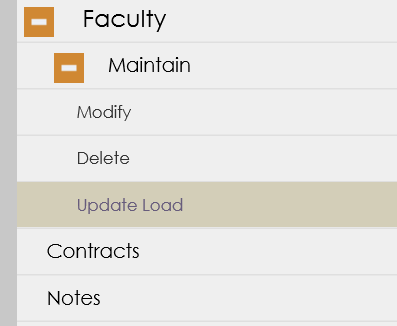 Faculty
Maintain
Modify
Delete
Update Load
Contracts
Notes